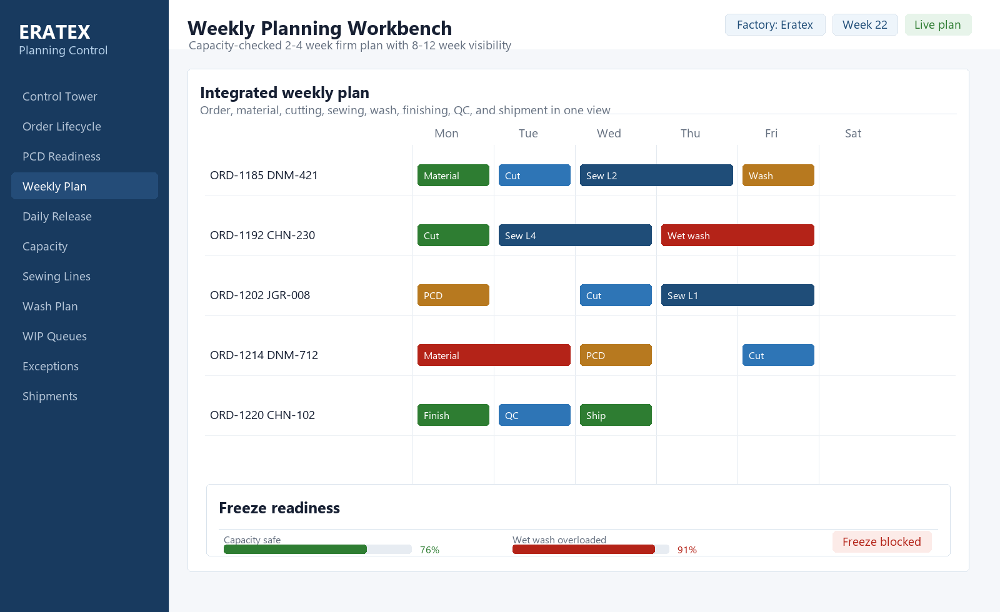 ERATEX
Planning Control
Control Tower
Order Lifecycle
PCD Readiness
Weekly Plan
Daily Release
Capacity
Sewing Lines
Wash Plan
WIP Queues
Exceptions
Shipments
Weekly Planning Workbench
Capacity-checked 2-4 week firm plan with 8-12 week visibility
Factory: Eratex
Week 22
Live plan
Integrated weekly plan
Order, material, cutting, sewing, wash, finishing, QC, and shipment in one view
Mon Tue Wed Thu Fri Sat
ORD-1185 DNM-421 Material Cut Sew L2 Wash
ORD-1192 CHN-230 Cut Sew L4 Wet wash
ORD-1202 JGR-008 PCD Cut Sew L1
ORD-1214 DNM-712 Material PCD Cut
ORD-1220 CHN-102 Finish QC Ship
Freeze readiness
Capacity safe
76%
Wet wash overloaded
91%
Freeze blocked